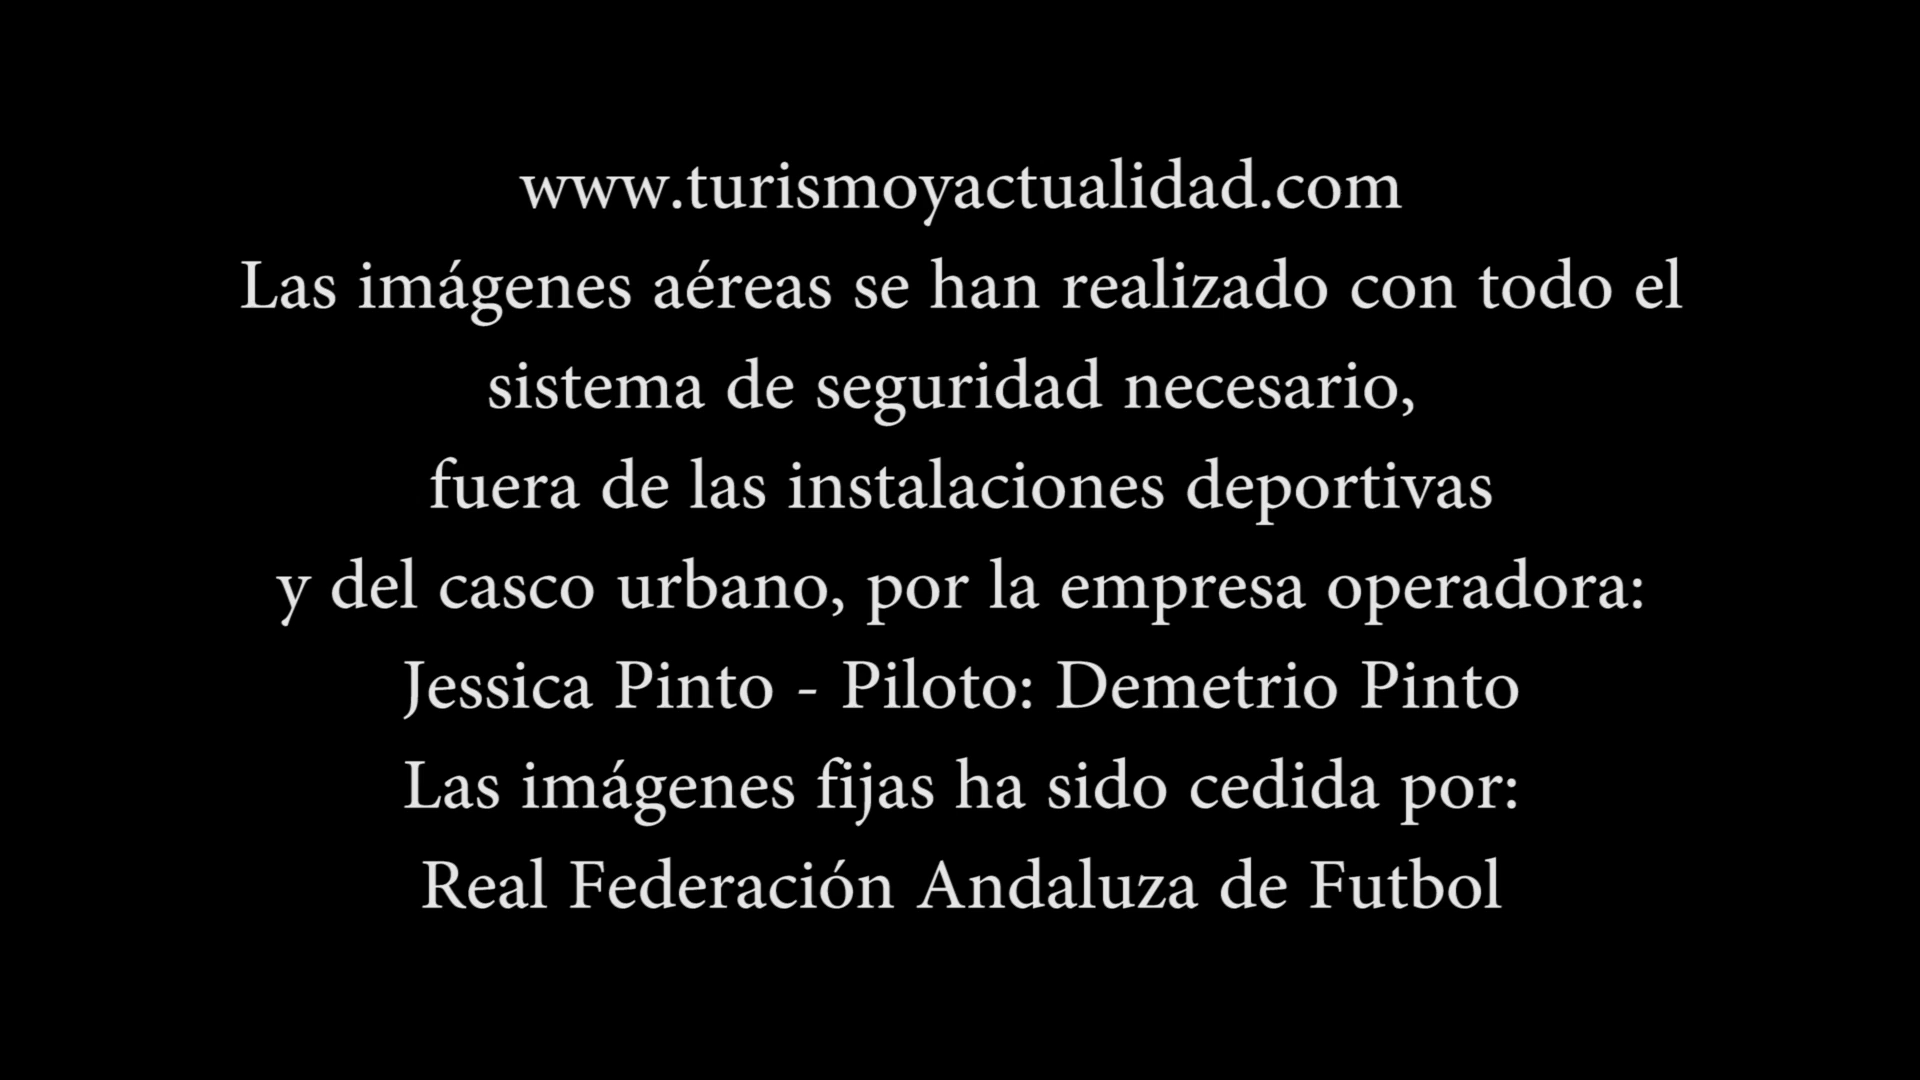 www.turismoyactualidad.com
Las imágenes aéreas se han realizado con todo el
sistema de seguridad necesario,
fuera de las instalaciones deportivas
y del casco urbano, por la empresa operadora:
Jessica Pinto - Piloto: Demetrio Pinto
Las imágenes fijas ha sido cedida por:
Real Federación Andaluza de Futbol